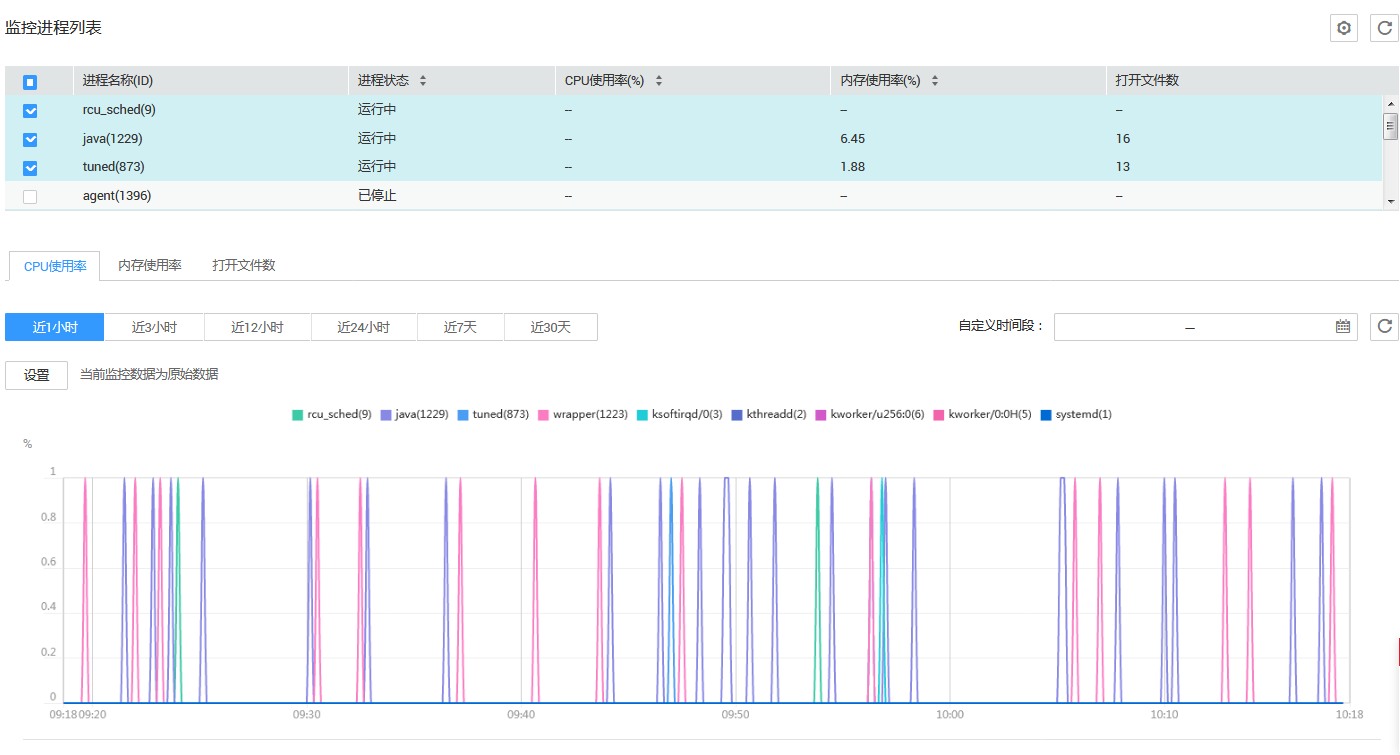 监控进程列表
进程名称(ID) 进程状态 CPU使用率(%) 内存使用率(%) 打开文件数
rcu_sched(9) 运行中 -- -- --
java(1229) 运行中 -- 6.45 16
tuned(873) 运行中 -- 1.88 13
agent(1396) 已停止 -- -- --
CPU使用率 内存使用率 打开文件数
近1小时 近3小时 近12小时 近24小时 近7天 近30天 自定义时间段： --
设置 当前监控数据为原始数据
rcu_sched(9) java(1229) tuned(873) wrapper(1223) ksoftirqd/0(3) kthreadd(2) kworker/u256:0(6) kworker/0:0H(5) systemd(1)
%
1
0.8
0.6
0.4
0.2
0
09:18 09:20 09:30 09:40 09:50 10:00 10:10 10:18